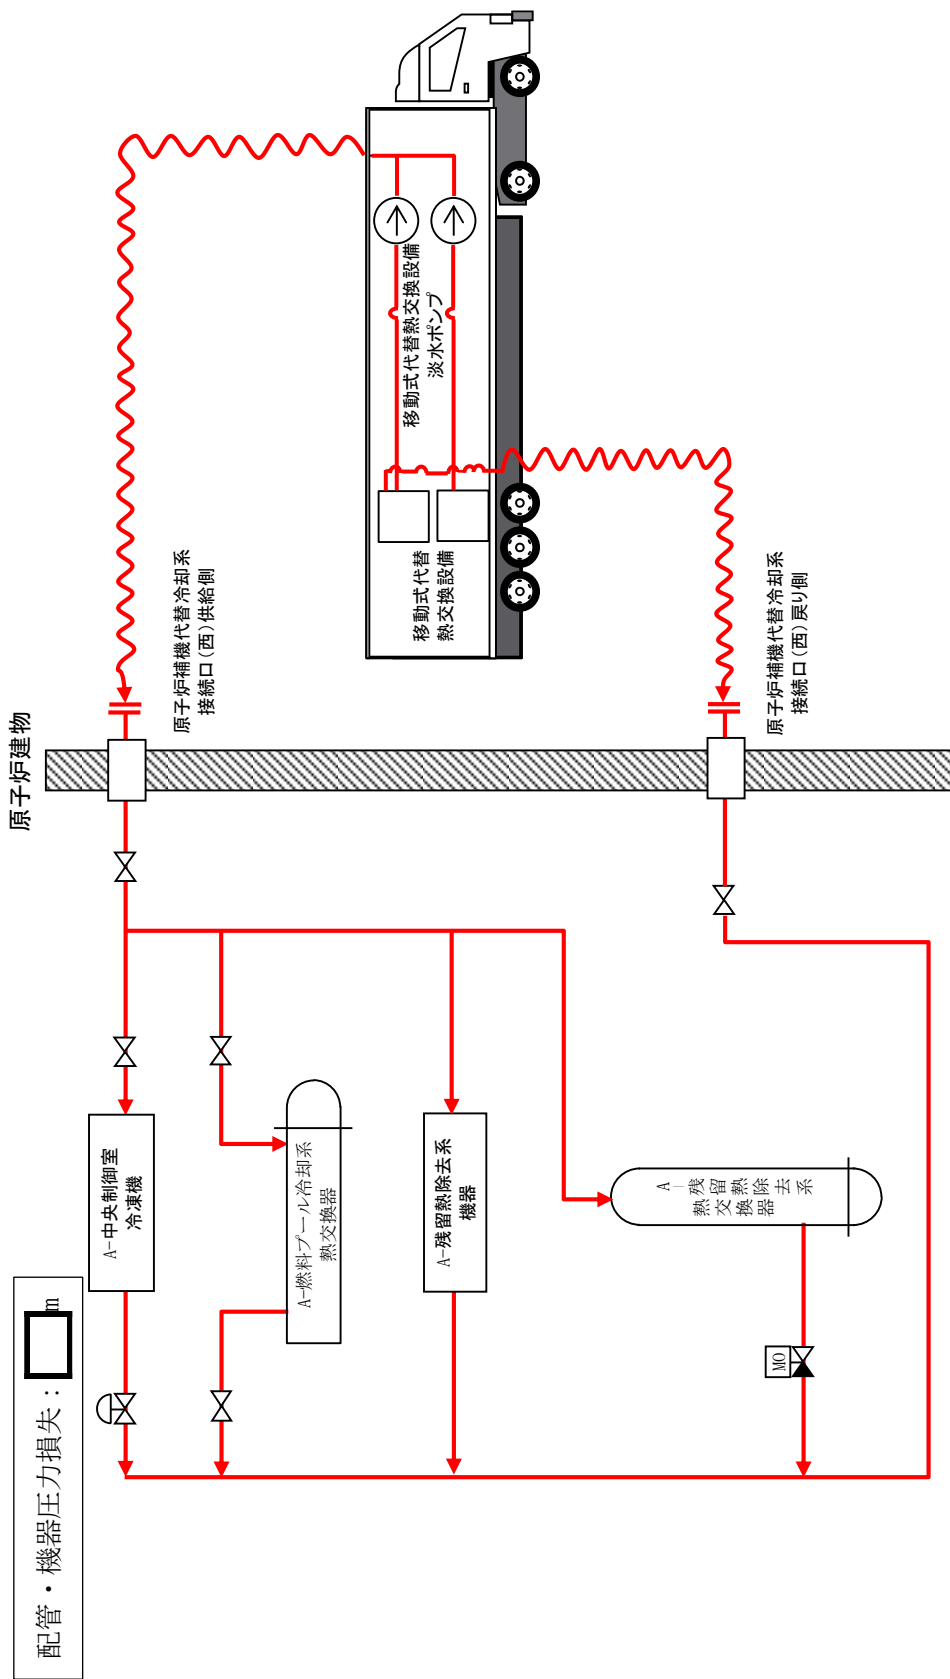 配管・機器圧力損失：　m
原子炉建物
原子炉補機代替冷却系
接続口(西)供給側
原子炉補機代替冷却系
接続口(西)戻り側
移動式代替熱交換設備
淡水ポンプ
移動式代替
熱交換設備
A-中央制御室
冷凍機
A-燃料プール冷却系
熱交換器
A-残留熱除去系
機器
A-残留熱除去系
熱交換器
MO